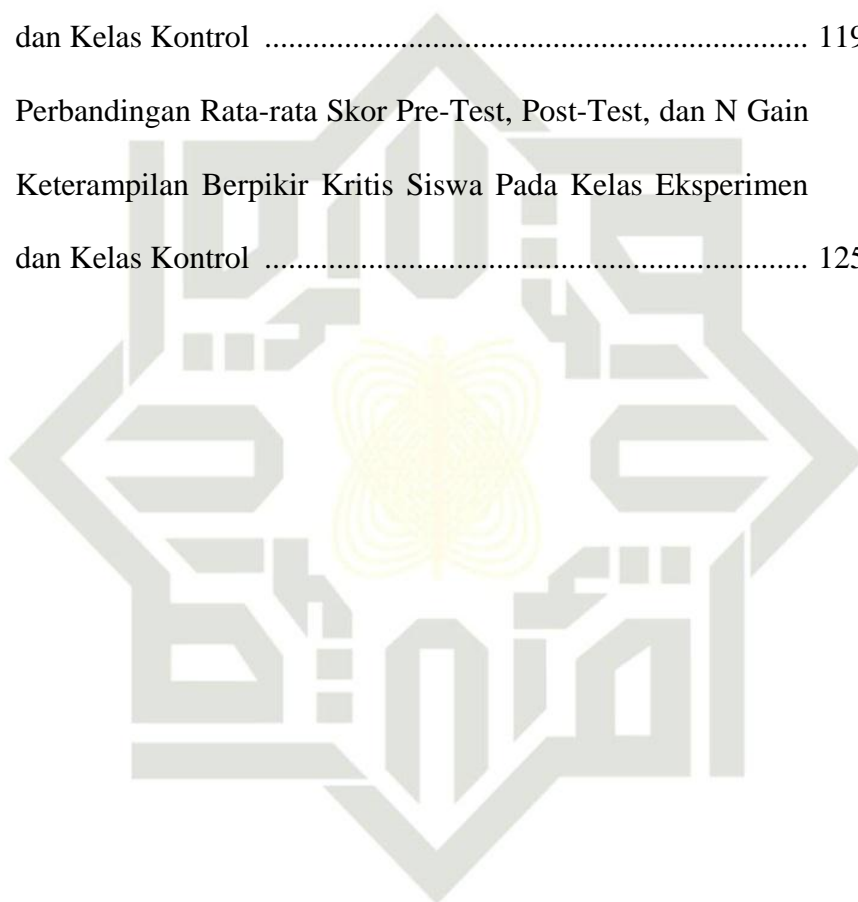 dan Kelas Kontrol .................................................................. 119
Perbandingan Rata-rata Skor Pre-Test, Post-Test, dan N Gain
Keterampilan Berpikir Kritis Siswa Pada Kelas Eksperimen
dan Kelas Kontrol .................................................................. 125